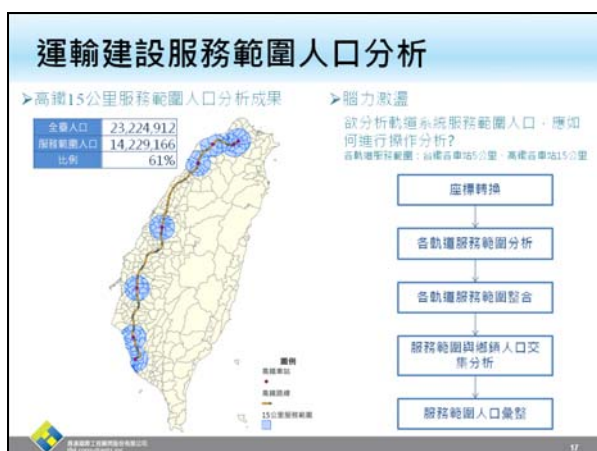 運輸建設服務範圍人口分析
➢高鐵15公里服務範圍人口分析成果
全臺人口 23,224,912
服務範圍人口 14,229,166
比例 61%
圖例
高鐵車站
高鐵路線
15公里服務範圍
➢腦力激盪
欲分析軌道系統服務範圍人口，應如
何進行操作分析?
各軌道服務範圍：台鐵各車站5公里、高鐵各車站15公里
座標轉換
各軌道服務範圍分析
各軌道服務範圍整合
服務範圍與鄉鎮人口交
集分析
服務範圍人口彙整
17